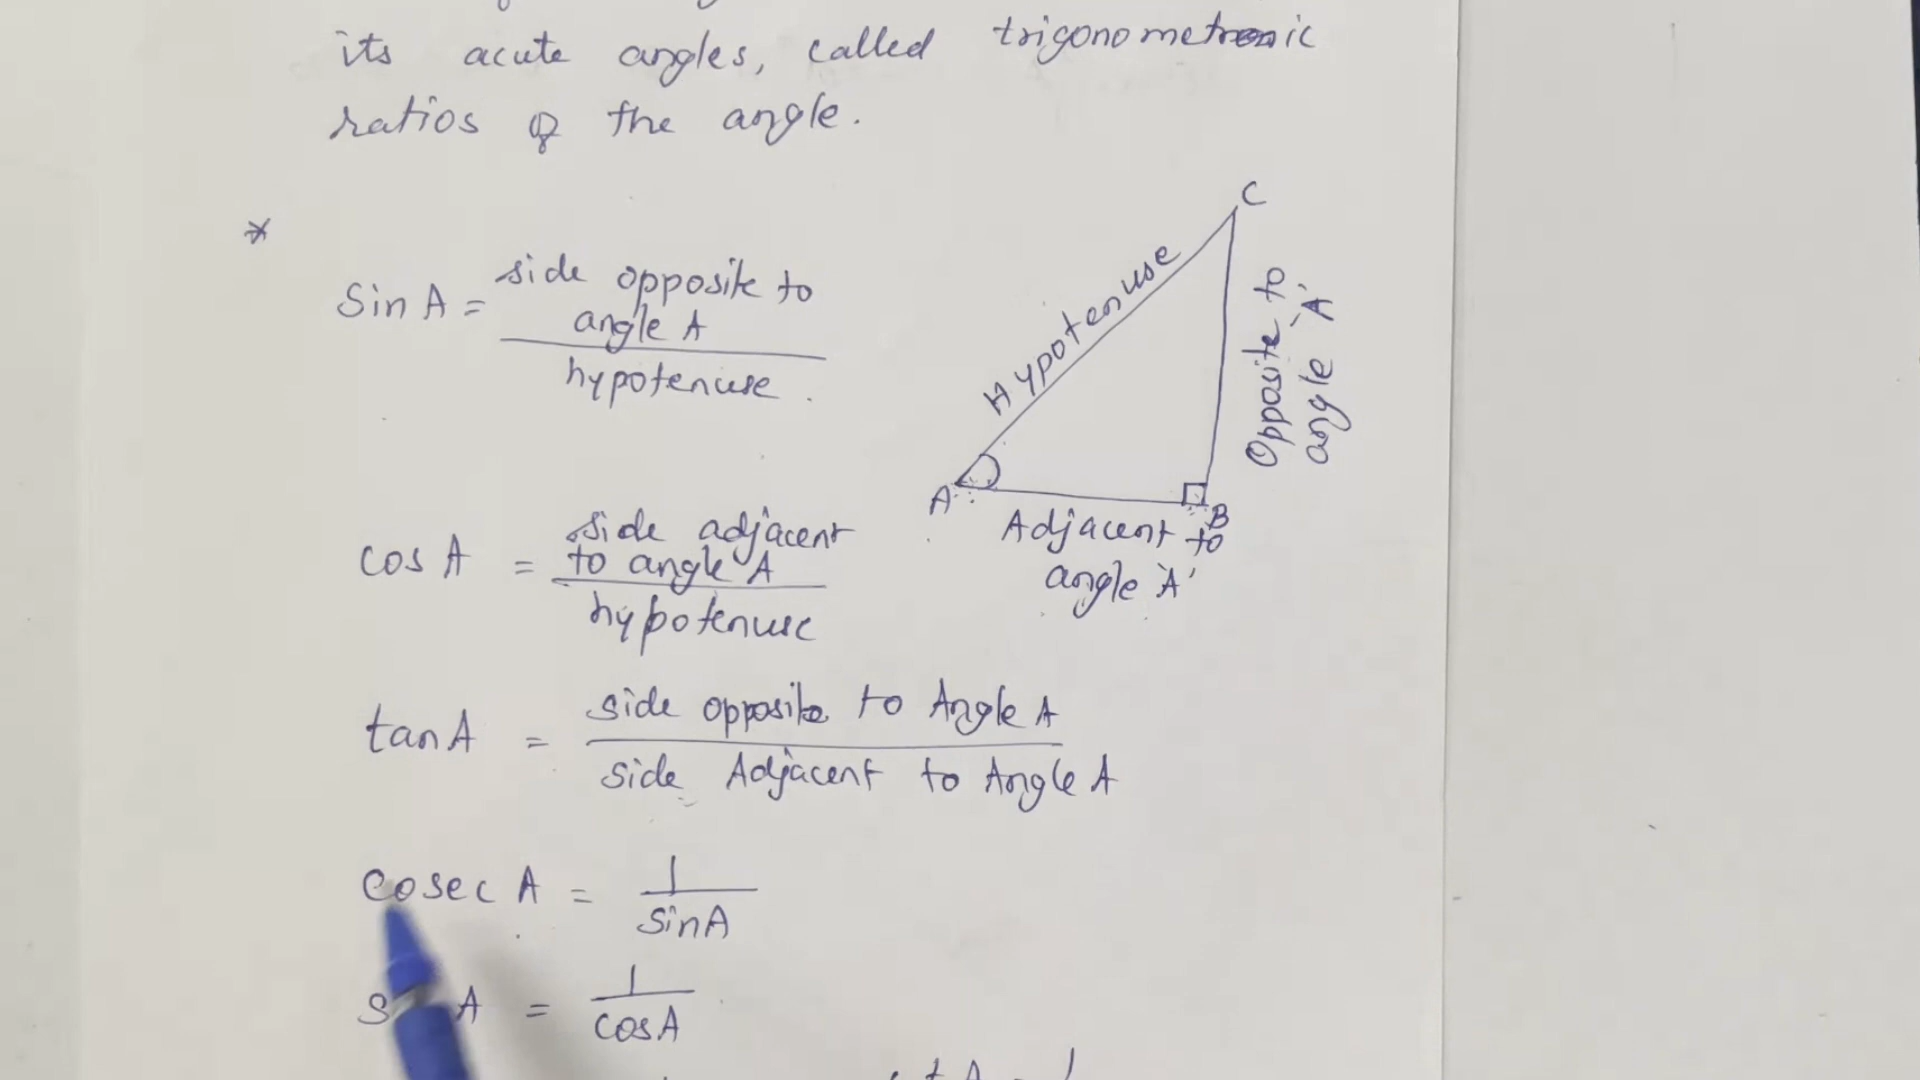 its acute angles, called trigonometronic
ratios of the angle.
*
Sin A = side opposite to
angle A
hypotenuse.
C
Hypotenuse
Opposite to
angle 'A'
A
B
Adjacent to
angle 'A'
cos A = side adjacent
to angle A
hypotenuse
tan A = side opposite to Angle A
side Adjacent to Angle A
cosec A = 1
sin A
A = 1
cos A